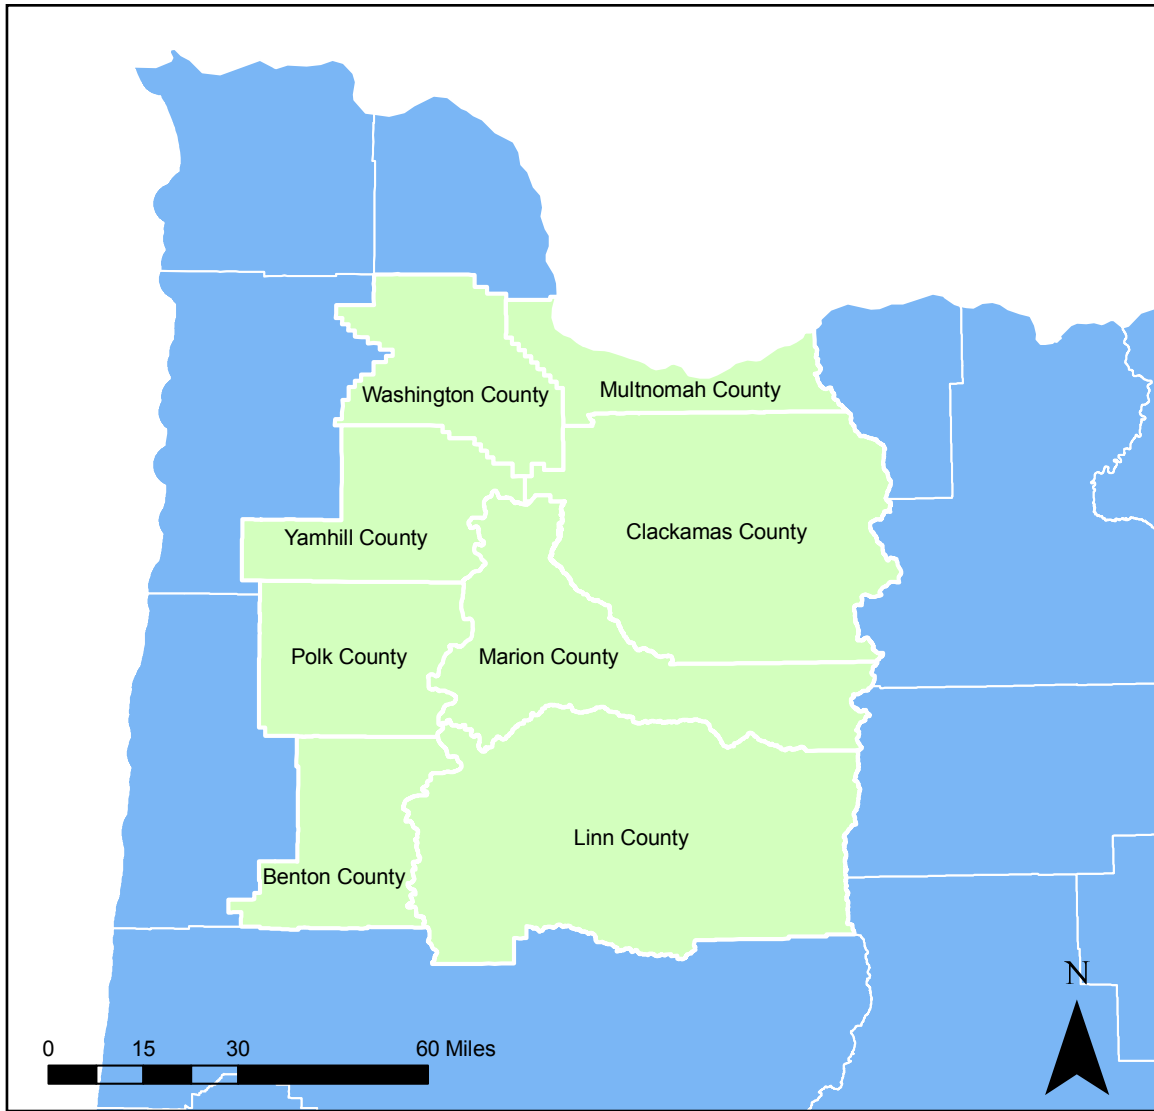 Washington County
Multnomah County
Yamhill County
Clackamas County
Polk County
Marion County
Linn County
Benton County
N
0 15 30 60 Miles